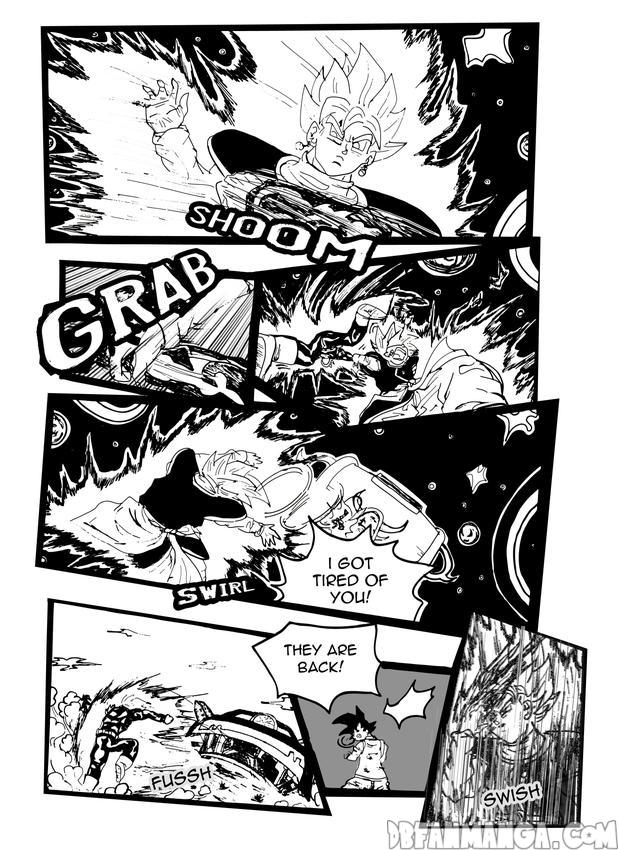 SHOOM
GRAB
I GOT
TIRED OF
YOU!
SWIRL
THEY ARE
BACK!
FUSSH
SWISH
DBFANMANGA.COM